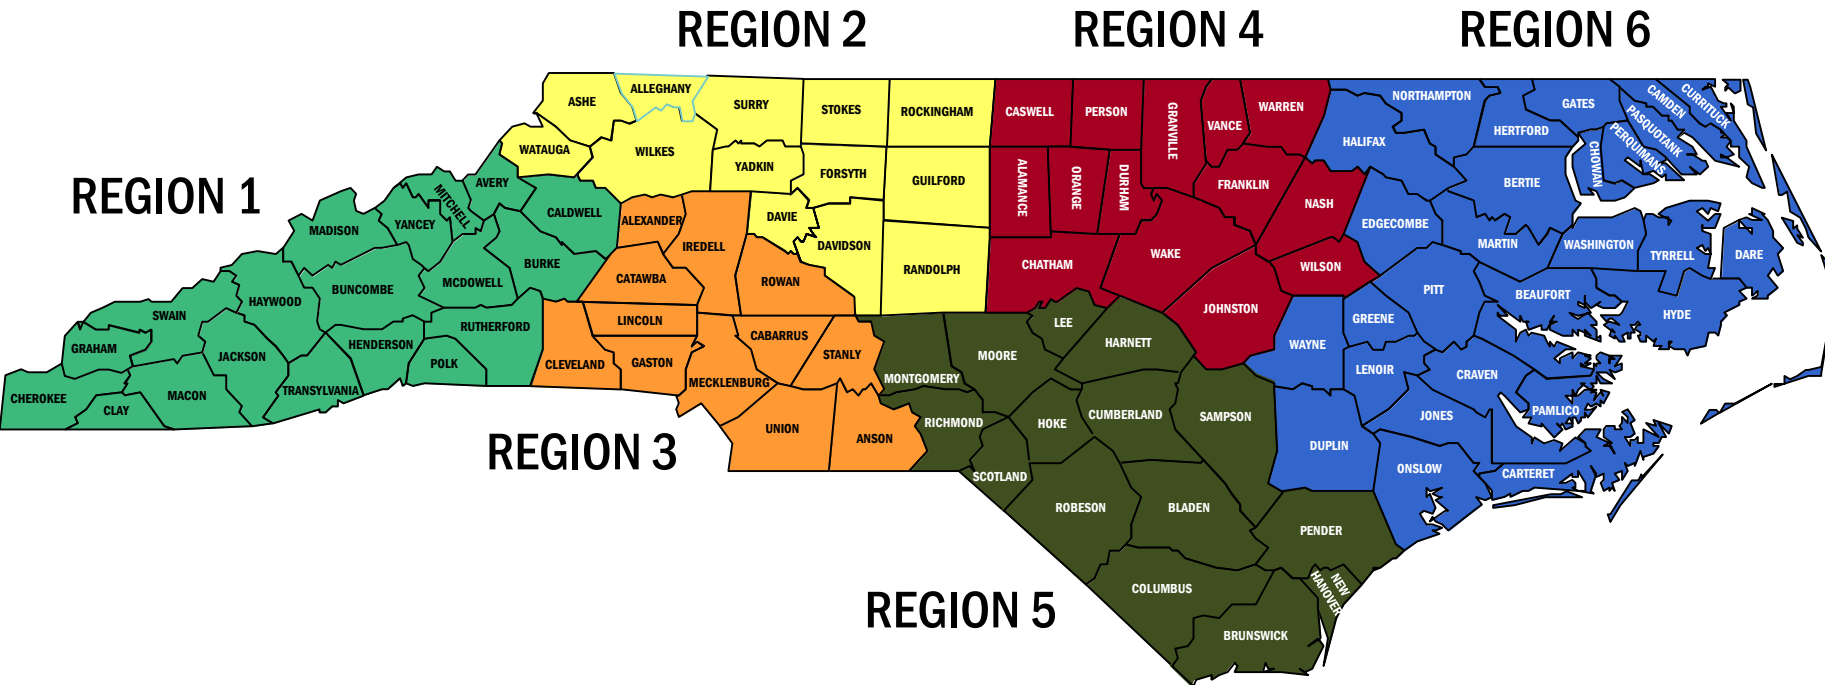 REGION 2
REGION 4
REGION 6
REGION 1
REGION 3
REGION 5
ASHE
ALLEGHANY
SURRY
STOKES
ROCKINGHAM
WATAUGA
WILKES
YADKIN
FORSYTH
GUILFORD
DAVIE
DAVIDSON
RANDOLPH
AVERY
MITCHELL
CALDWELL
YANCEY
MADISON
BURKE
MCDOWELL
BUNCOMBE
HAYWOOD
SWAIN
RUTHERFORD
HENDERSON
POLK
GRAHAM
JACKSON
TRANSYLVANIA
MACON
CHEROKEE
CLAY
ALEXANDER
IREDELL
CATAWBA
ROWAN
LINCOLN
CABARRUS
STANLY
CLEVELAND
GASTON
MECKLENBURG
UNION
ANSON
CASWELL
PERSON
GRANVILLE
VANCE
WARREN
ALAMANCE
ORANGE
DURHAM
FRANKLIN
NASH
CHATHAM
WAKE
WILSON
JOHNSTON
LEE
HARNETT
MOORE
MONTGOMERY
RICHMOND
HOKE
CUMBERLAND
SAMPSON
SCOTLAND
ROBESON
BLADEN
PENDER
COLUMBUS
NEW
HANOVER
BRUNSWICK
NORTHAMPTON
GATES
CAMDEN
CURRITUCK
HALIFAX
HERTFORD
PASQUOTANK
PERQUIMANS
CHOWAN
BERTIE
EDGECOMBE
MARTIN
WASHINGTON
TYRRELL
DARE
PITT
BEAUFORT
HYDE
GREENE
WAYNE
LENOIR
CRAVEN
PAMLICO
JONES
DUPLIN
ONSLOW
CARTERET